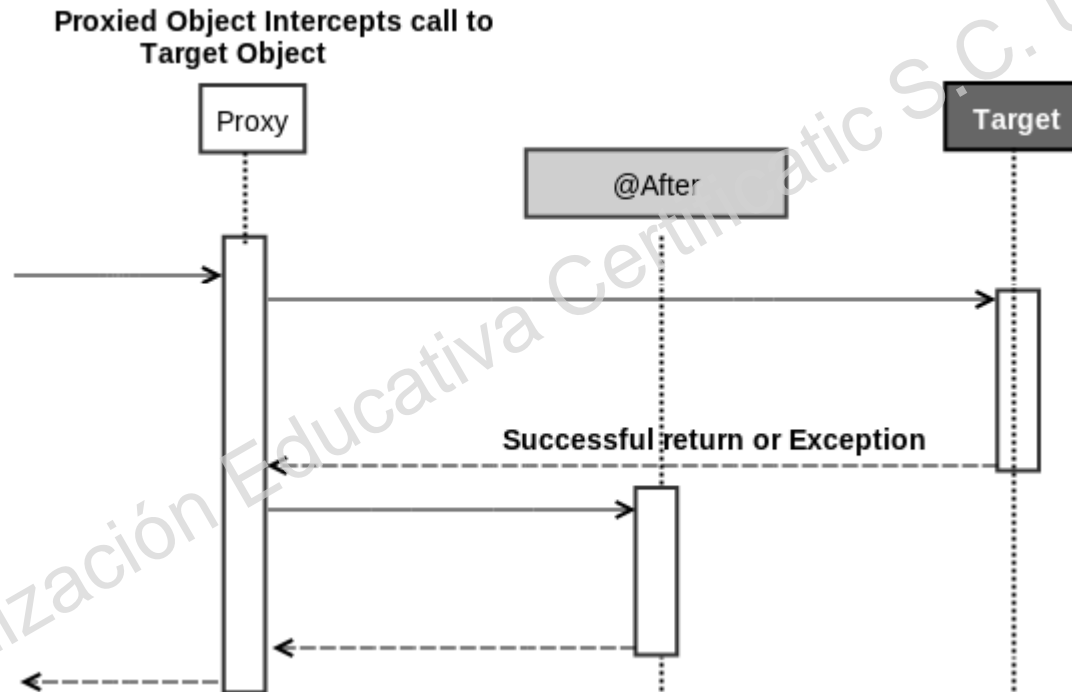 Proxied Object Intercepts call to
Target Object
Proxy
Target
@After
Successful return or Exception
ización Educativa Certificatic S.C.